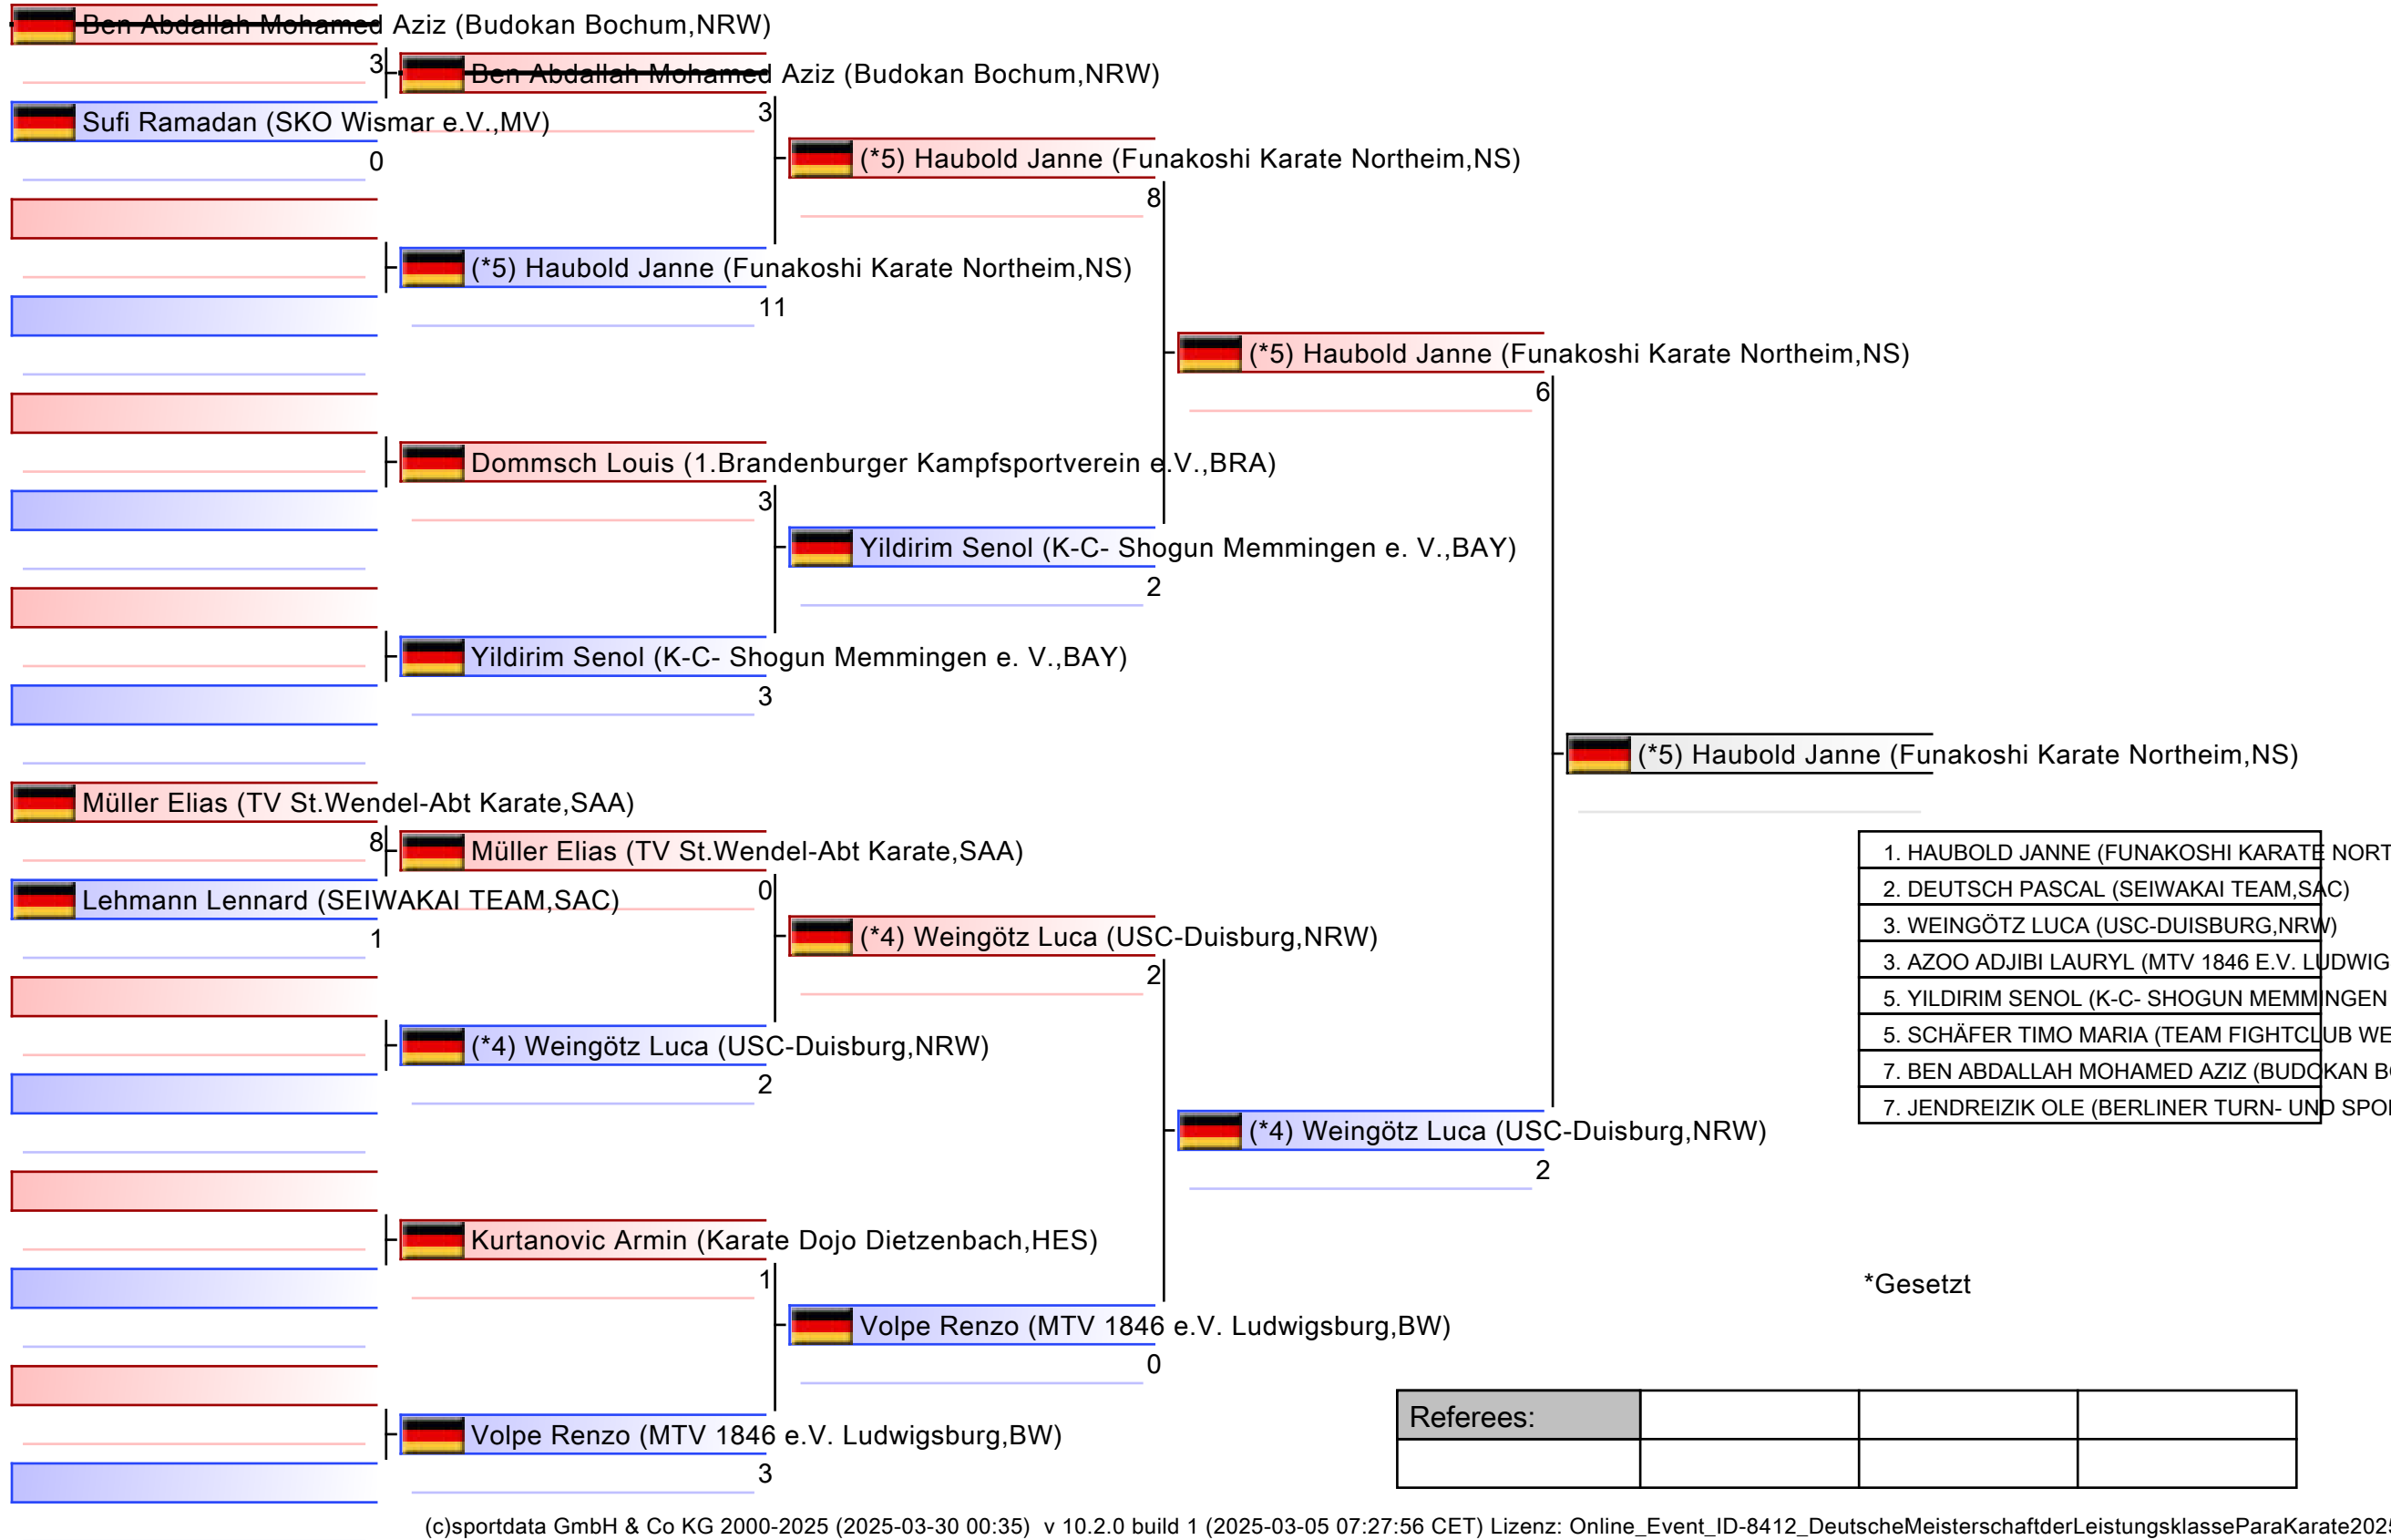 Ben Abdallah Mohamed Aziz (Budokan Bochum,NRW)
3
Ben Abdallah Mohamed Aziz (Budokan Bochum,NRW)
3
Sufi Ramadan (SKO Wismar e.V.,MV)
0
(*5) Haubold Janne (Funakoshi Karate Northeim,NS)
8
(*5) Haubold Janne (Funakoshi Karate Northeim,NS)
11
(*5) Haubold Janne (Funakoshi Karate Northeim,NS)
6
Dommsch Louis (1.Brandenburger Kampfsportverein e.V.,BRA)
3
Yildirim Senol (K-C- Shogun Memmingen e. V.,BAY)
2
Yildirim Senol (K-C- Shogun Memmingen e. V.,BAY)
3
(*5) Haubold Janne (Funakoshi Karate Northeim,NS)
Müller Elias (TV St.Wendel-Abt Karate,SAA)
8
Müller Elias (TV St.Wendel-Abt Karate,SAA)
0
Lehmann Lennard (SEIWAKAI TEAM,SAC)
1
(*4) Weingötz Luca (USC-Duisburg,NRW)
2
(*4) Weingötz Luca (USC-Duisburg,NRW)
2
(*4) Weingötz Luca (USC-Duisburg,NRW)
2
Kurtanovic Armin (Karate Dojo Dietzenbach,HES)
1
Volpe Renzo (MTV 1846 e.V. Ludwigsburg,BW)
0
Volpe Renzo (MTV 1846 e.V. Ludwigsburg,BW)
3
1. HAUBOLD JANNE (FUNAKOSHI KARATE NORT
2. DEUTSCH PASCAL (SEIWAKAI TEAM,SAC)
3. WEINGÖTZ LUCA (USC-DUISBURG,NRW)
3. AZOO ADJIBI LAURYL (MTV 1846 E.V. LUDWIG
5. YILDIRIM SENOL (K-C- SHOGUN MEMMINGEN
5. SCHÄFER TIMO MARIA (TEAM FIGHTCLUB WE
7. BEN ABDALLAH MOHAMED AZIZ (BUDOKAN BO
7. JENDREIZIK OLE (BERLINER TURN- UND SPO
*Gesetzt
Referees:
(c)sportdata GmbH & Co KG 2000-2025 (2025-03-30 00:35) v 10.2.0 build 1 (2025-03-05 07:27:56 CET) Lizenz: Online_Event_ID-8412_DeutscheMeisterschaftderLeistungsklasseParaKarate2025